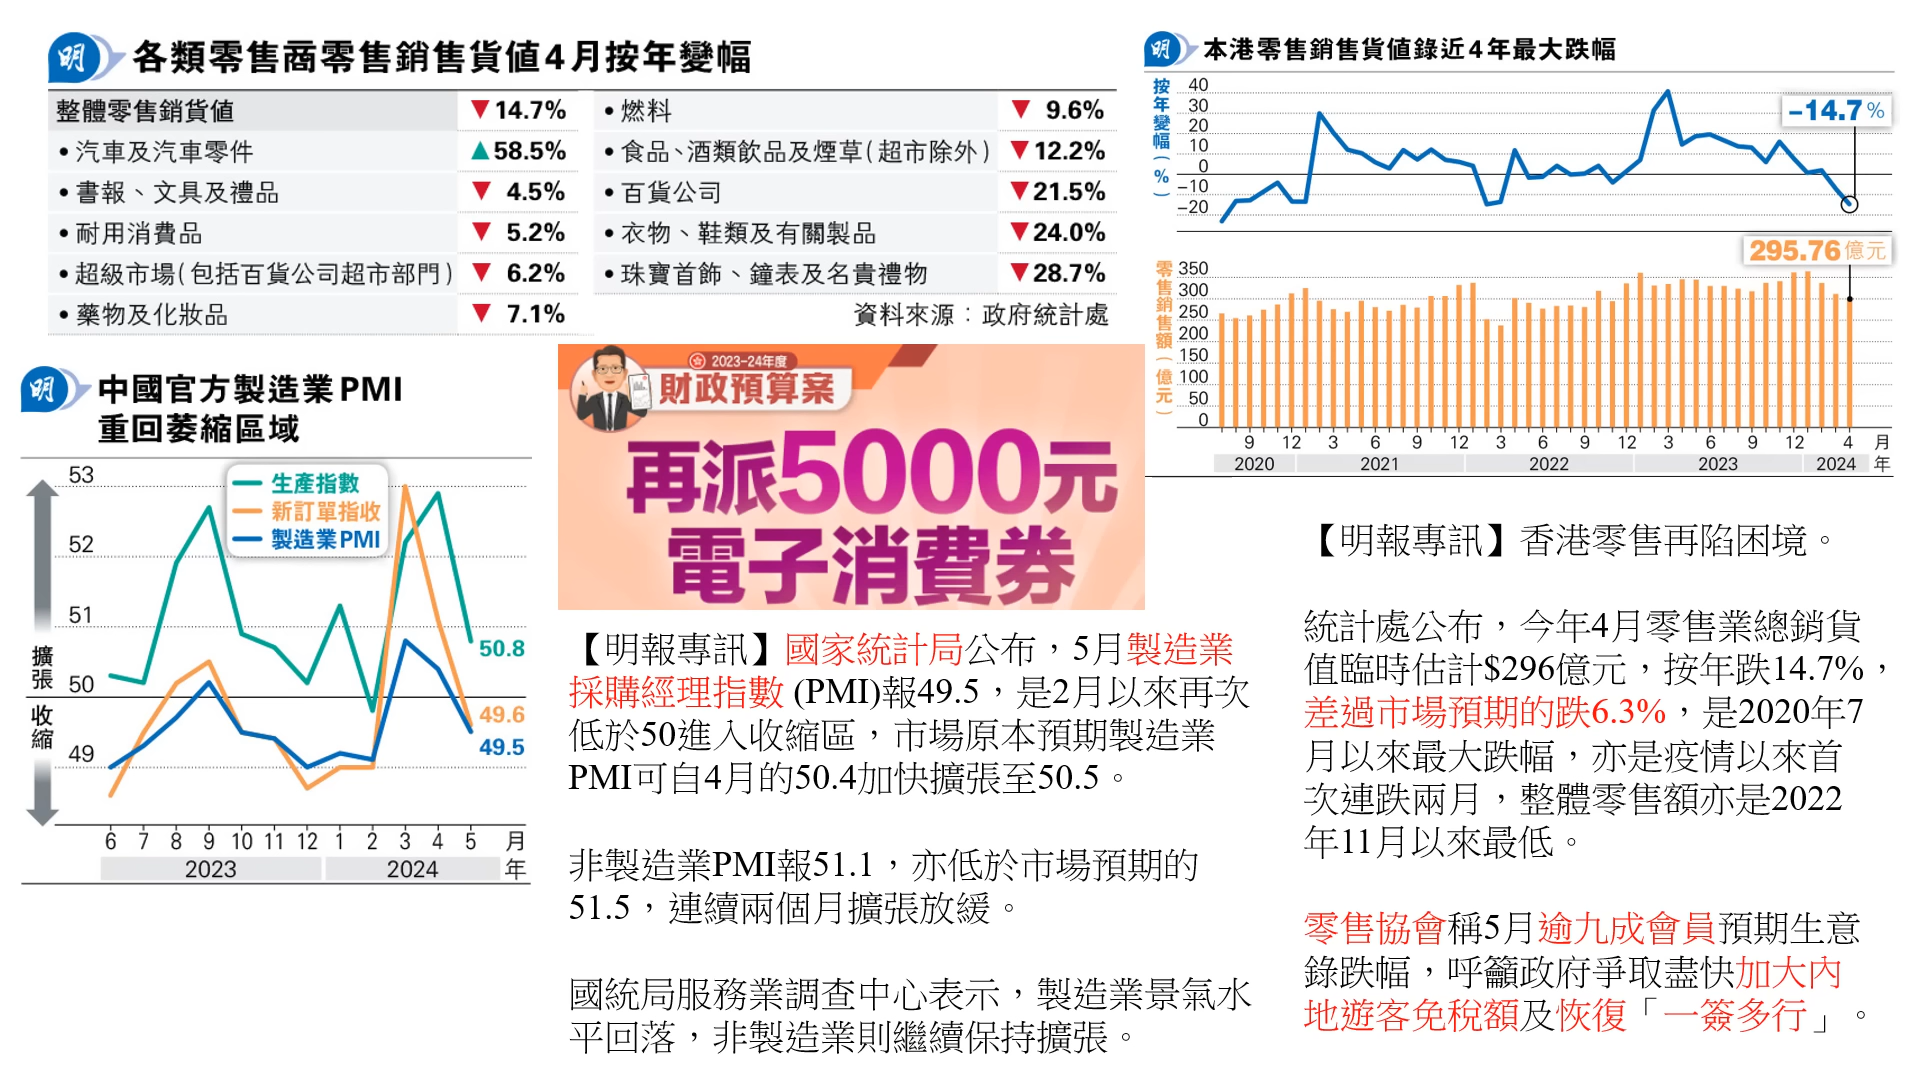 明 各類零售商零售銷售貨值4月按年變幅
整體零售銷貨值 ▼14.7%
• 汽車及汽車零件 ▲58.5%
• 書報、文具及禮品 ▼ 4.5%
• 耐用消費品 ▼ 5.2%
• 超級市場(包括百貨公司超市部門) ▼ 6.2%
• 藥物及化妝品 ▼ 7.1%
• 燃料 ▼ 9.6%
• 食品、酒類飲品及煙草(超市除外) ▼12.2%
• 百貨公司 ▼21.5%
• 衣物、鞋類及有關製品 ▼24.0%
• 珠寶首飾、鐘表及名貴禮物 ▼28.7%
資料來源：政府統計處
明 本港零售銷售貨值錄近4年最大跌幅
按年變幅(%)
40
30
20
10
0
−10
−20
−14.7%
295.76億元
零售銷售額(億元)
350
300
250
200
150
100
50
0
9 12 3 6 9 12 3 6 9 12 3 6 9 12 4 月
2020 2021 2022 2023 2024 年
明 中國官方製造業PMI
重回萎縮區域
53
52
51
50
49
擴張
收縮
生產指數
新訂單指收
製造業PMI
50.8
49.6
49.5
6 7 8 9 10 11 12 1 2 3 4 5 月
2023 2024 年
2023-24年度
財政預算案
再派5000元
電子消費券
【明報專訊】國家統計局公布，5月製造業
採購經理指數 (PMI)報49.5，是2月以來再次
低於50進入收縮區，市場原本預期製造業
PMI可自4月的50.4加快擴張至50.5。
非製造業PMI報51.1，亦低於市場預期的
51.5，連續兩個月擴張放緩。
國統局服務業調查中心表示，製造業景氣水
平回落，非製造業則繼續保持擴張。
【明報專訊】香港零售再陷困境。
統計處公布，今年4月零售業總銷貨
值臨時估計$296億元，按年跌14.7%，
差過市場預期的跌6.3%，是2020年7
月以來最大跌幅，亦是疫情以來首
次連跌兩月，整體零售額亦是2022
年11月以來最低。
零售協會稱5月逾九成會員預期生意
錄跌幅，呼籲政府爭取盡快加大內
地遊客免稅額及恢復「一簽多行」。